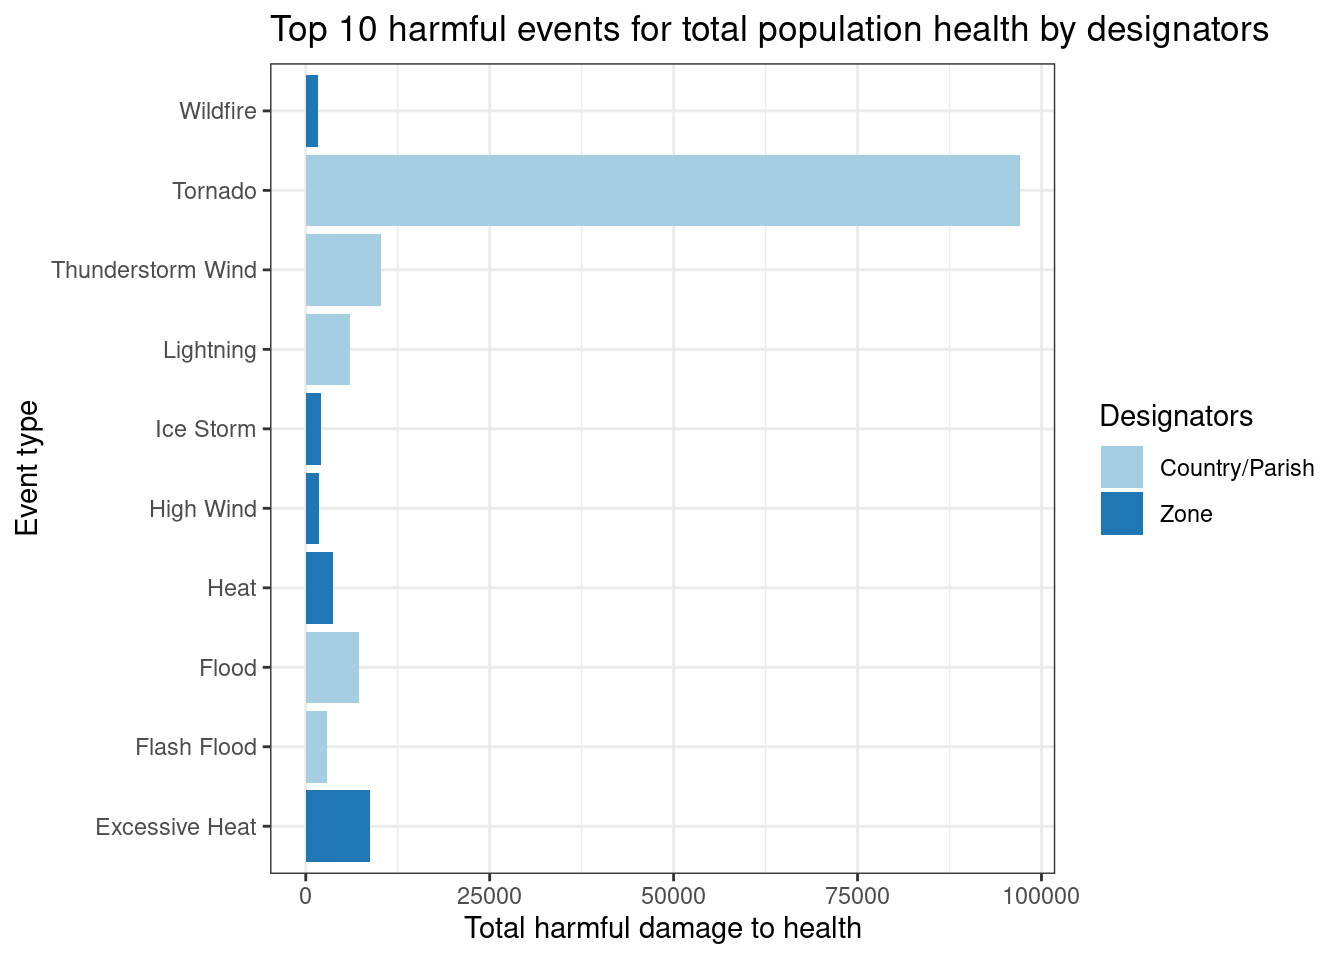 Top 10 harmful events for total population health by designators
Event type
Wildfire
Tornado
Thunderstorm Wind
Lightning
Ice Storm
High Wind
Heat
Flood
Flash Flood
Excessive Heat
0 25000 50000 75000 100000
Total harmful damage to health
Designators
Country/Parish
Zone